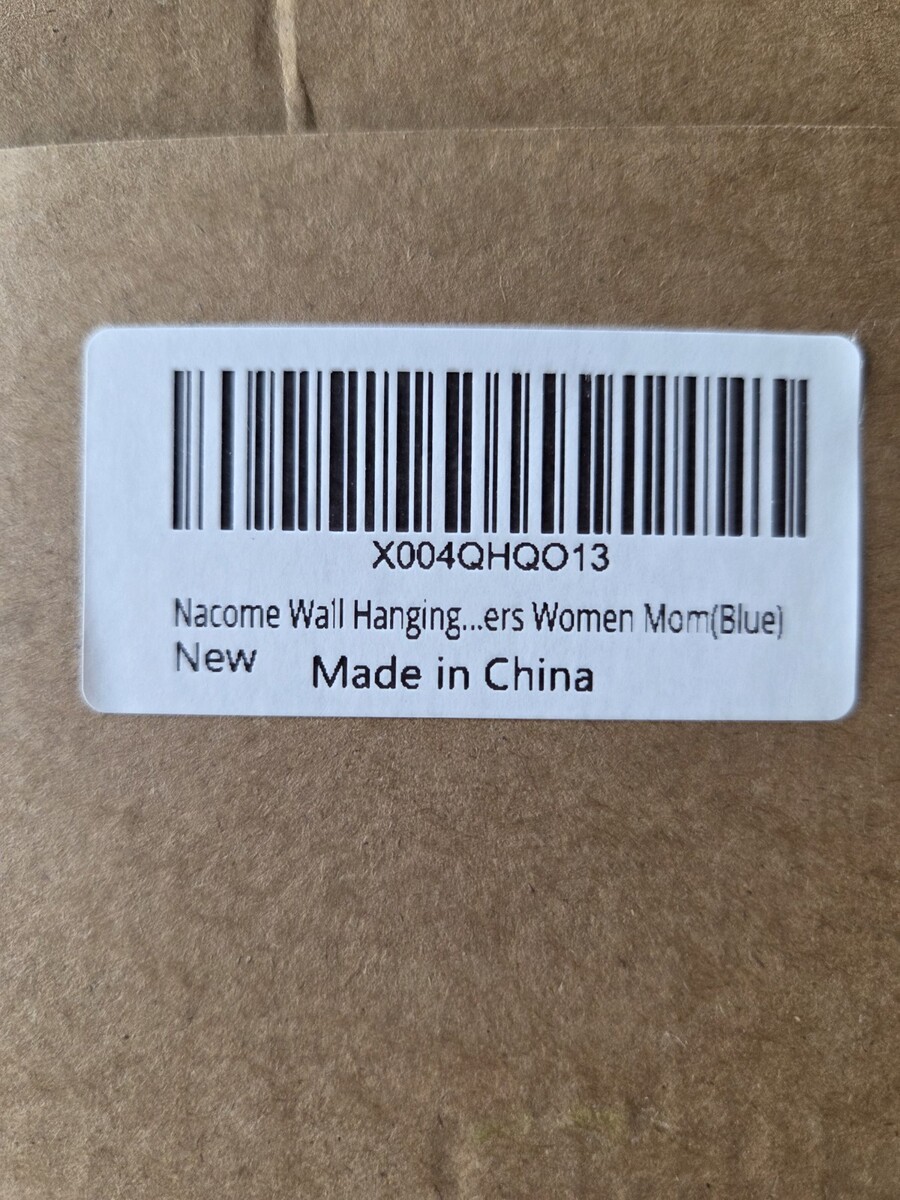 X004QHQO13
Nacome Wall Hanging...ers Women Mom(Blue)
New Made in China